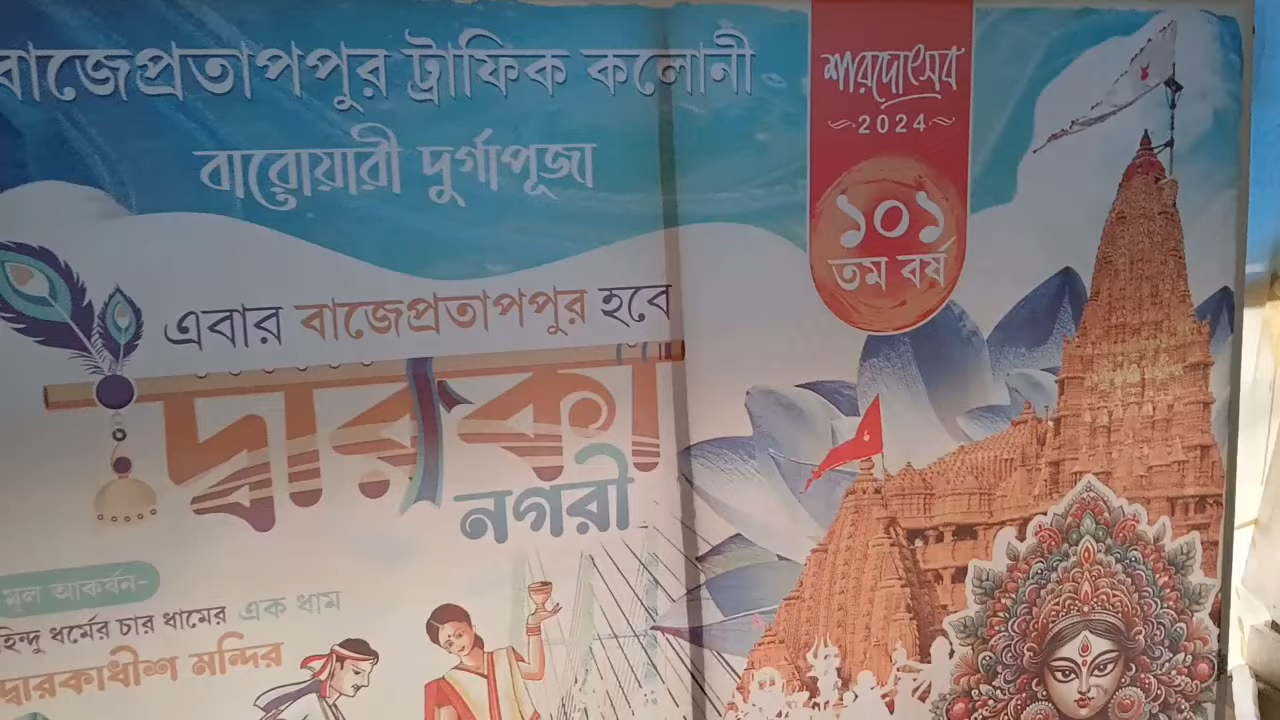 বাজেপ্রতাপপুর ট্রাফিক কলোনী
বারোয়ারী দুর্গাপূজা
শারদোৎসব
2024
১০১
তম বর্ষ
এবার বাজেপ্রতাপপুর হবে
দ্বারকা
নগরী
মূল আকর্ষন-
হিন্দু ধর্মের চার ধামের এক ধাম
দ্বারকাধীশ মন্দির